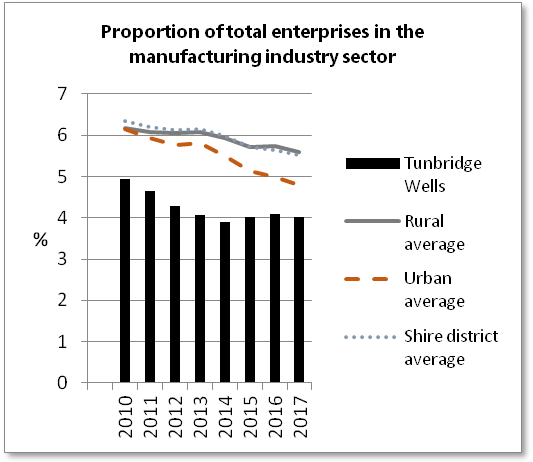 Proportion of total enterprises in the
manufacturing industry sector
7
6
5
4
3
2
1
0
%
2010
2011
2012
2013
2014
2015
2016
2017
Tunbridge
Wells
Rural
average
Urban
average
Shire district
average